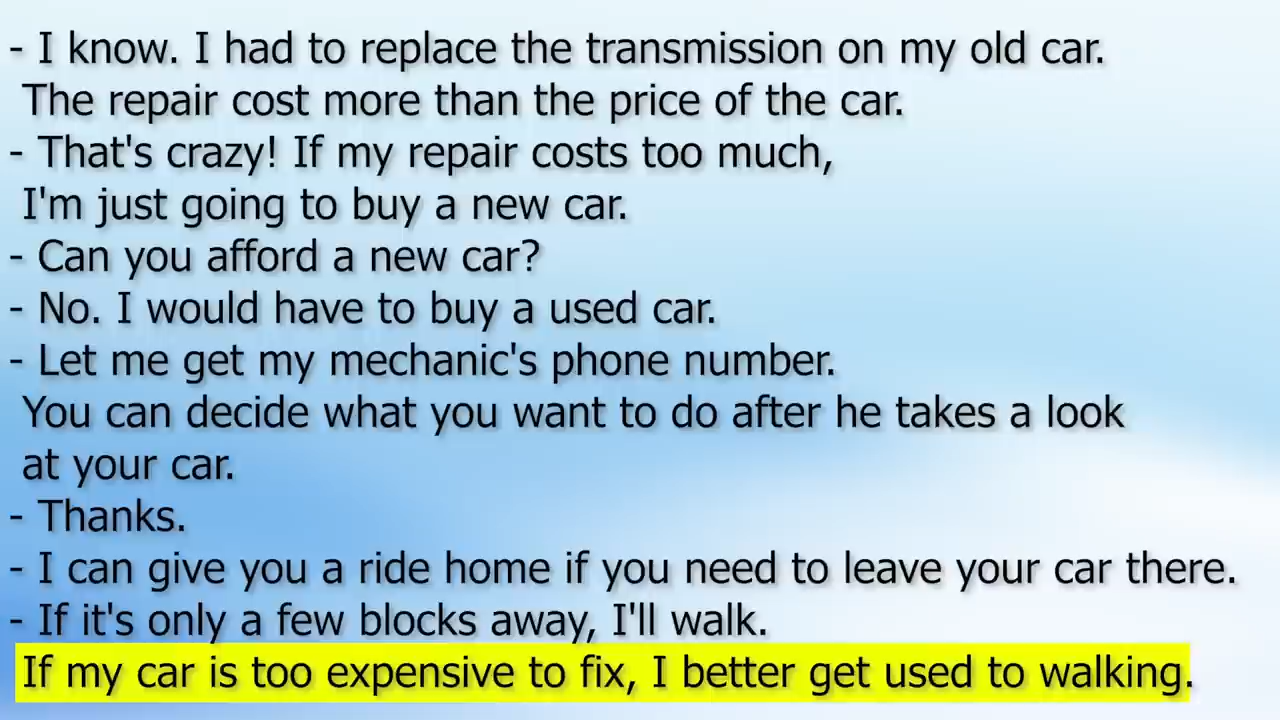 - I know. I had to replace the transmission on my old car.
The repair cost more than the price of the car.
- That's crazy! If my repair costs too much,
I'm just going to buy a new car.
- Can you afford a new car?
- No. I would have to buy a used car.
- Let me get my mechanic's phone number.
You can decide what you want to do after he takes a look
at your car.
- Thanks.
- I can give you a ride home if you need to leave your car there.
- If it's only a few blocks away, I'll walk.
If my car is too expensive to fix, I better get used to walking.